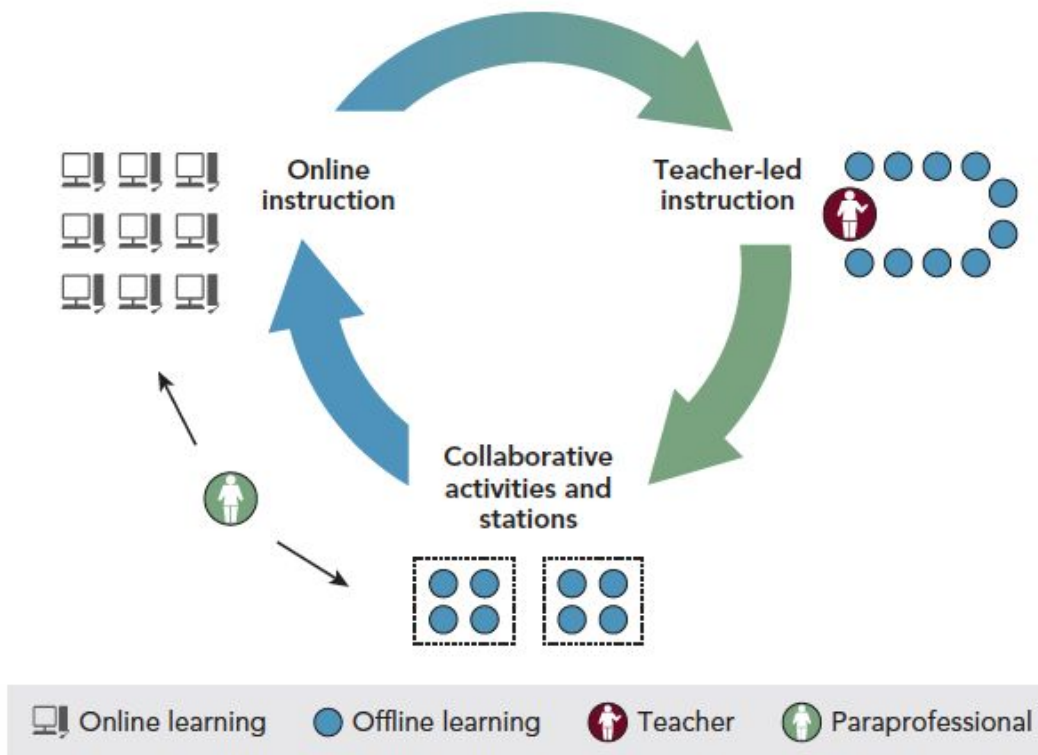 Online
instruction
Teacher-led
instruction
Collaborative
activities and
stations
Online learning
Offline learning
Teacher
Paraprofessional